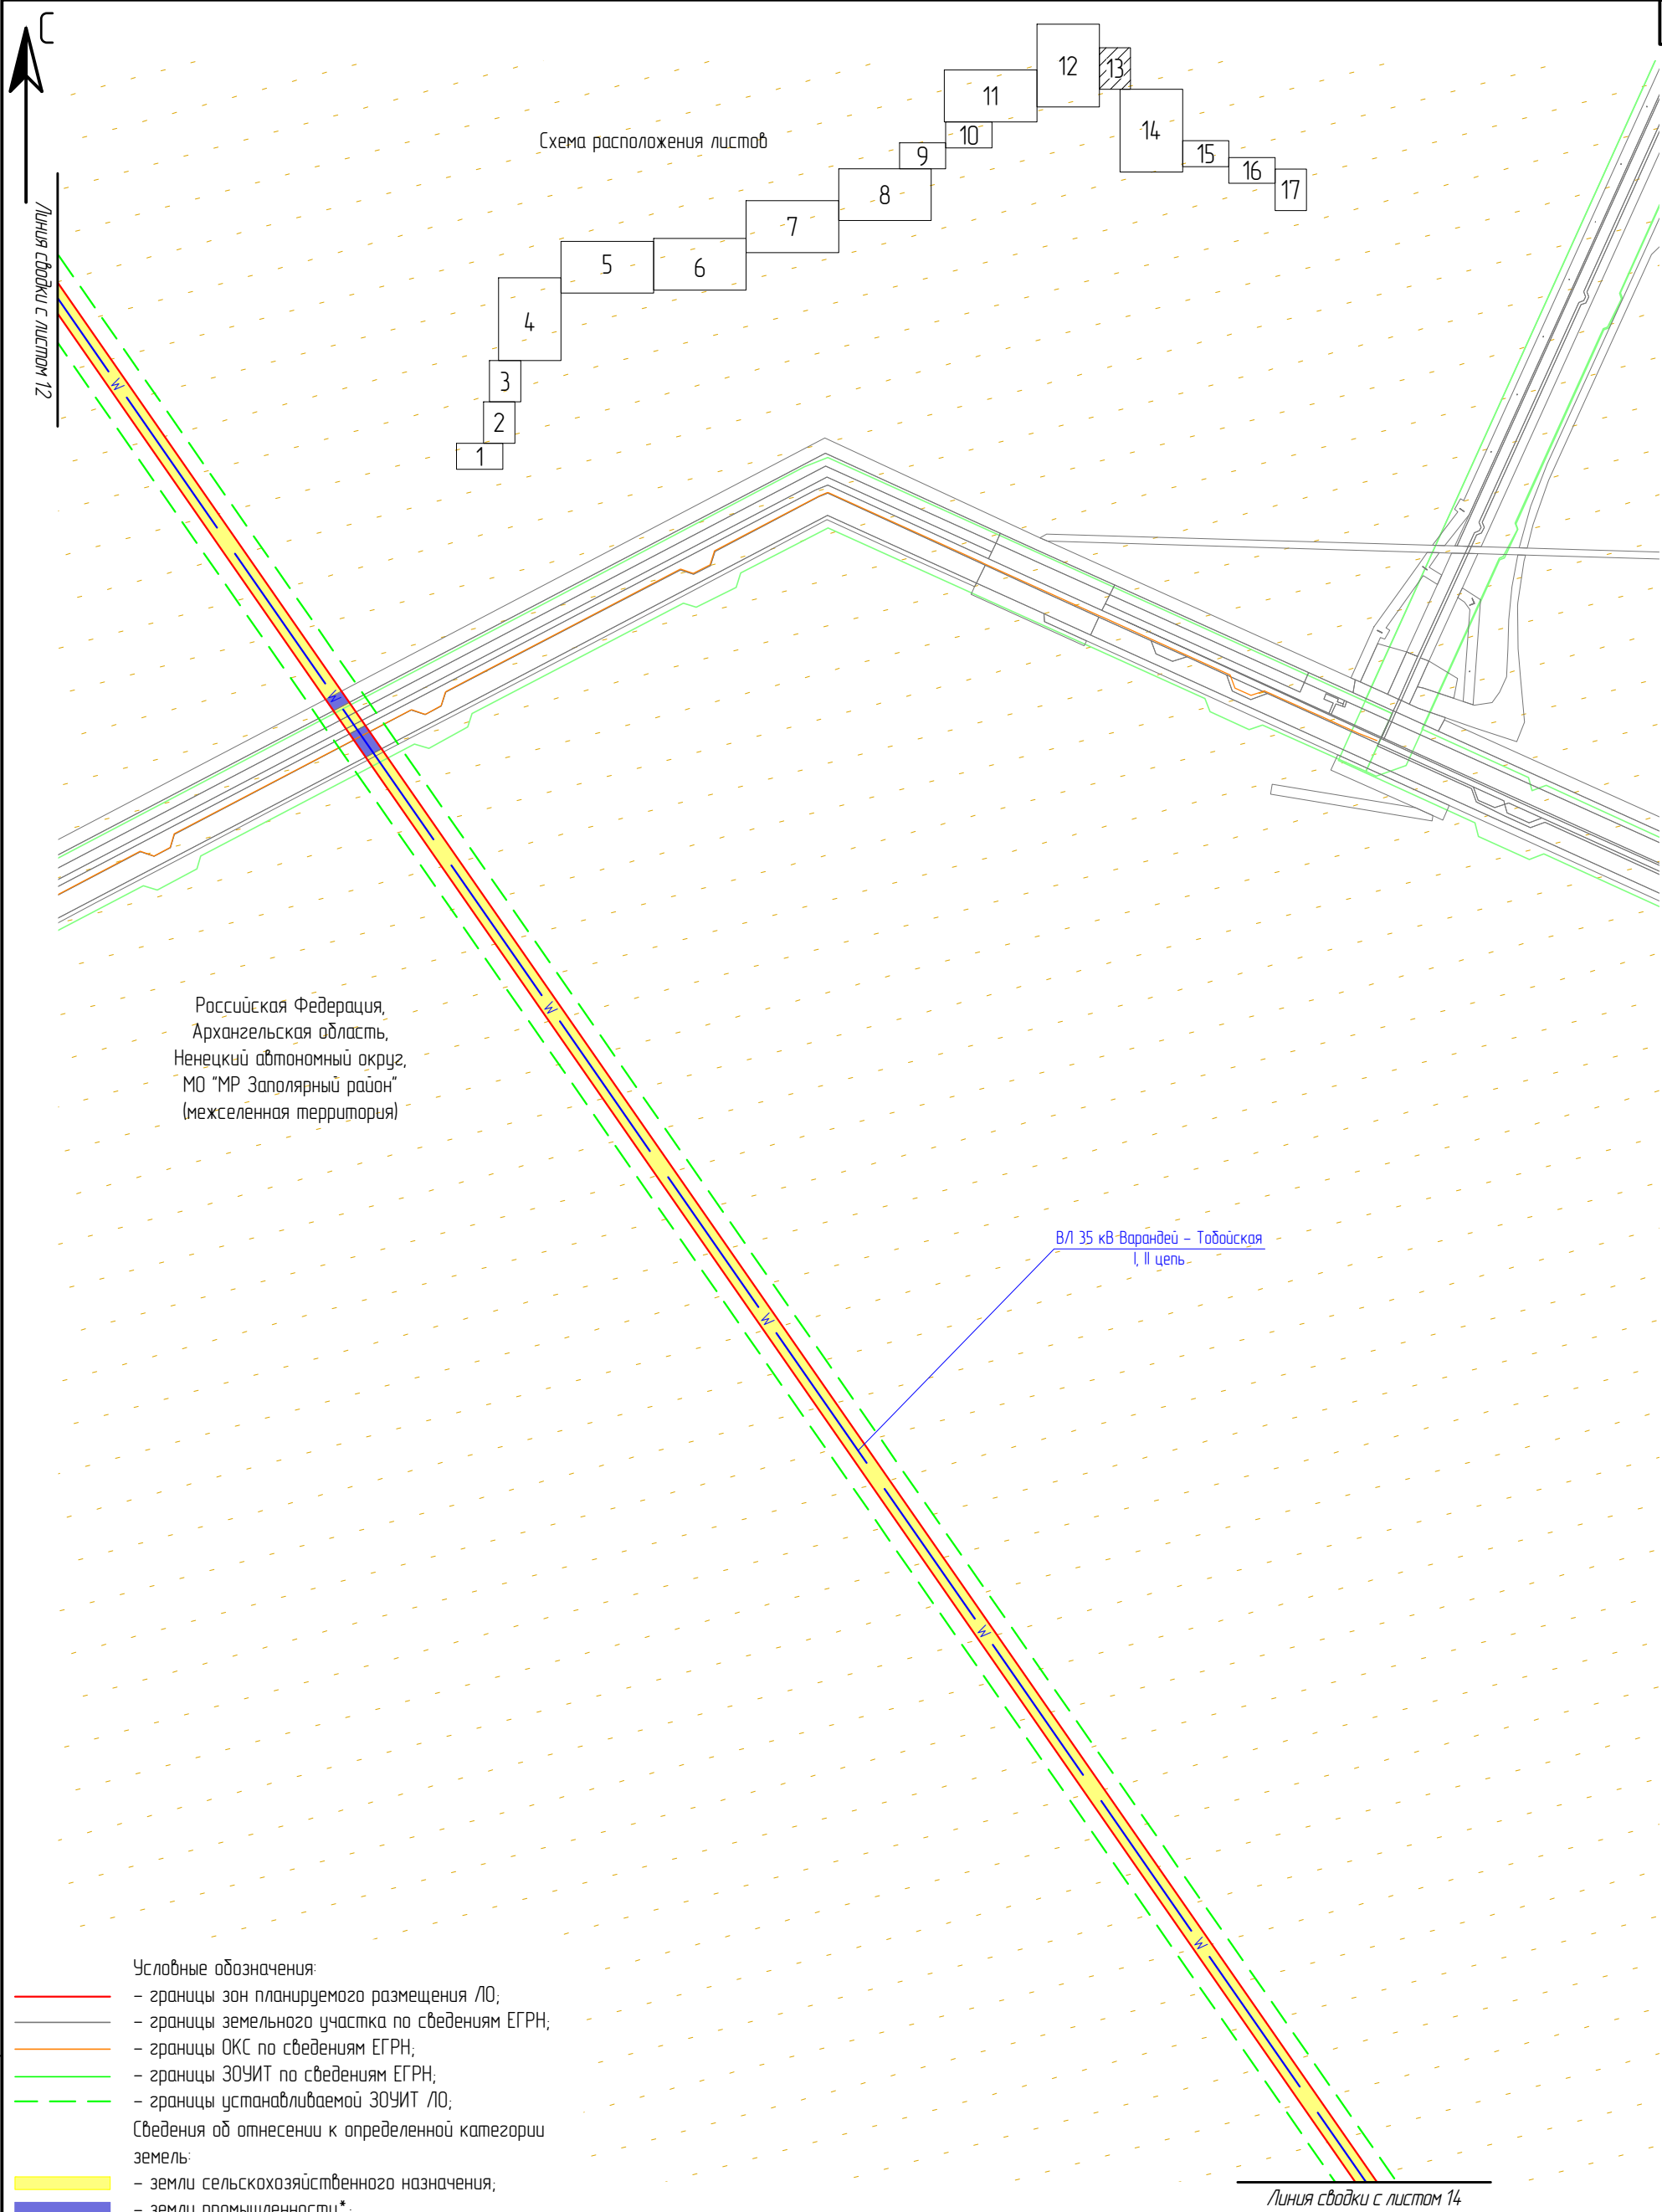 С
Схема расположения листов
1
2
3
4
5
6
7
8
9
10
11
12
13
14
15
16
17
Линия сводки с листом 12
W
W
Российская Федерация,
Архангельская область,
Ненецкий автономный округ,
МО "МР Заполярный район"
(межселенная территория)
W
ВЛ 35 кВ Варандей - Тобойская
I, II цепь
W
W
W
Условные обозначения:
- границы зон планируемого размещения ЛО;
- границы земельного участка по сведениям ЕГРН;
- границы ОКС по сведениям ЕГРН;
- границы ЗОУИТ по сведениям ЕГРН;
- границы устанавливаемой ЗОУИТ ЛО;
Сведения об отнесении к определенной категории
земель:
- земли сельскохозяйственного назначения;
- земли промышленности*;
Линия сводки с листом 14